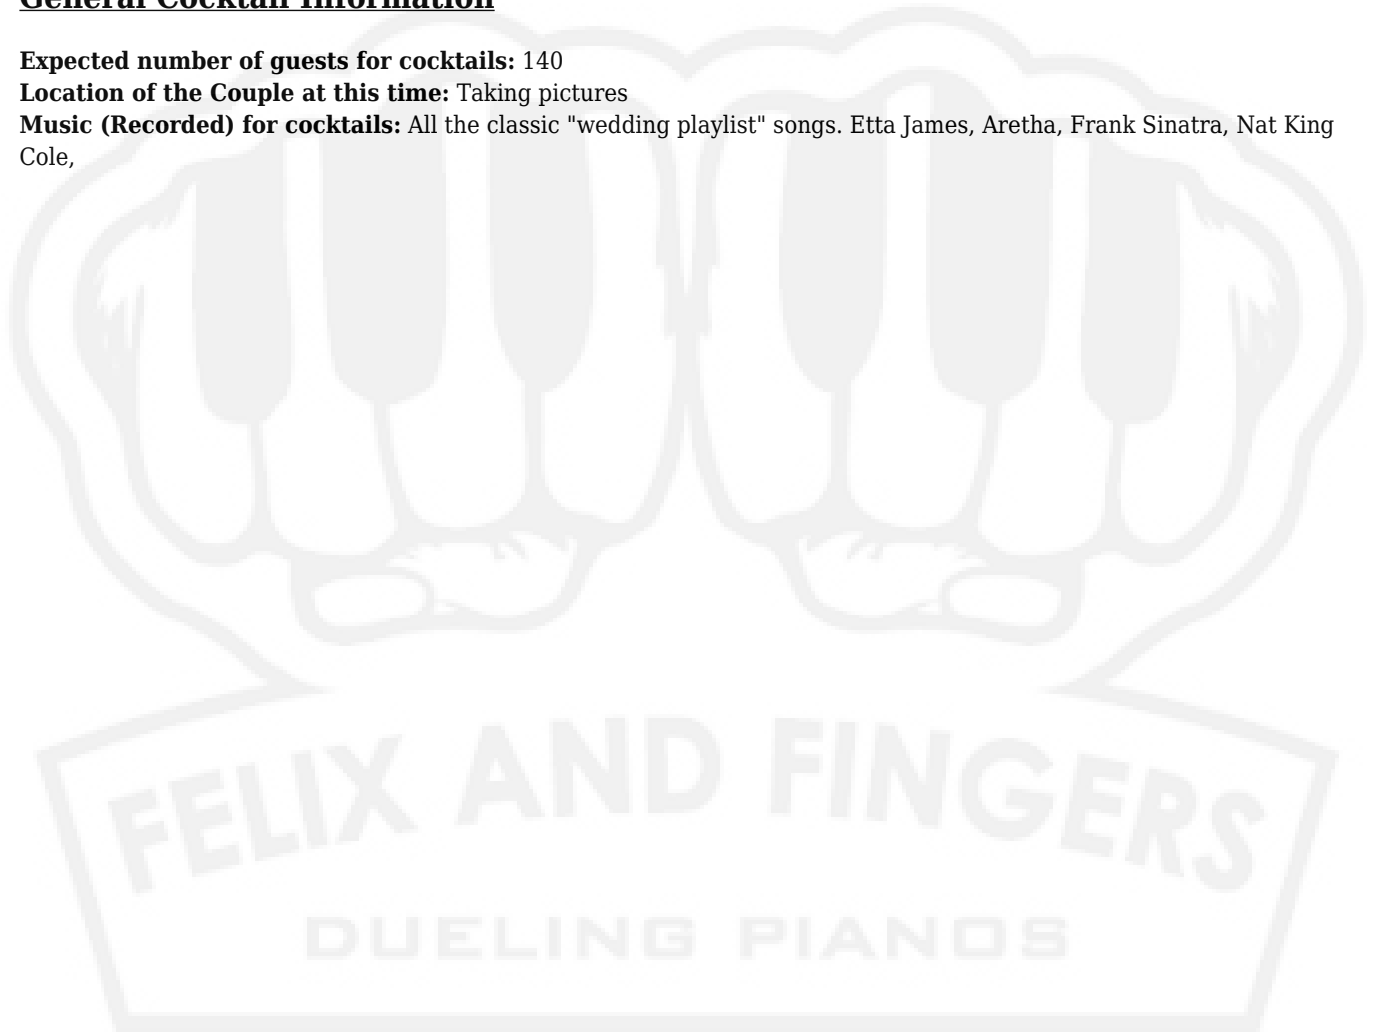 General Cocktail Information
Expected number of guests for cocktails: 140
Location of the Couple at this time: Taking pictures
Music (Recorded) for cocktails: All the classic "wedding playlist" songs. Etta James, Aretha, Frank Sinatra, Nat King
Cole,
FELIX AND FINGERS
DUELING PIANOS